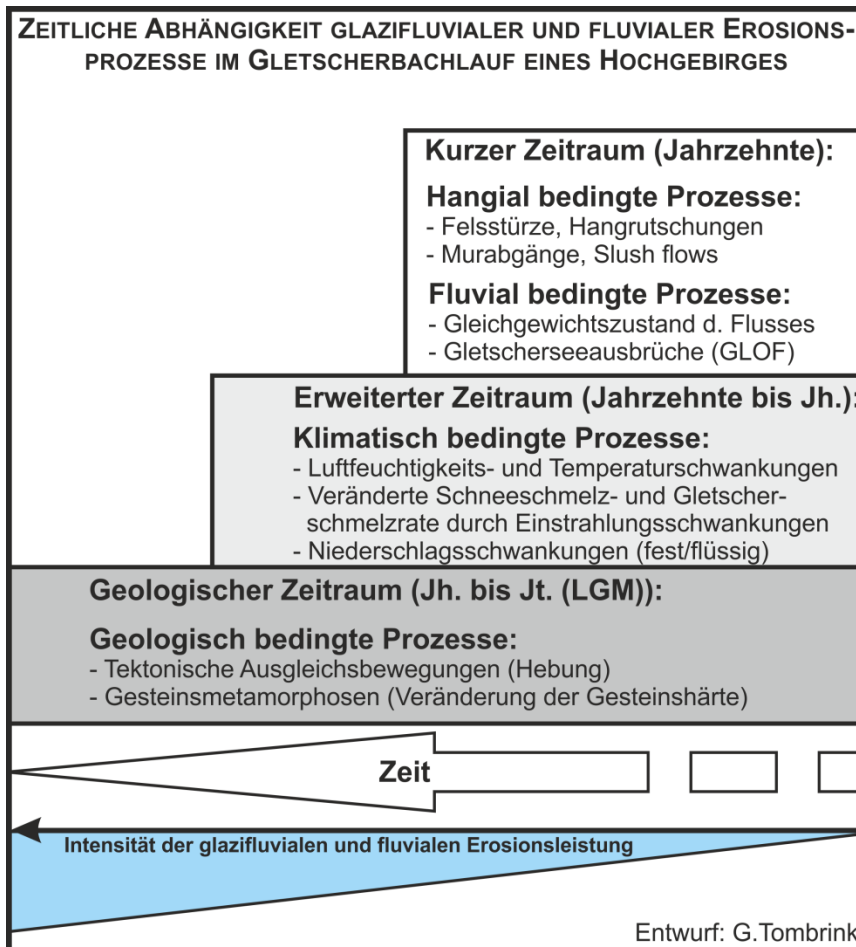 ZEITLICHE ABHÄNGIGKEIT GLAZIFLUVIALER UND FLUVIALER EROSIONS-
PROZESSE IM GLETSCHERBACHLAUF EINES HOCHGEBIRGES
Kurzer Zeitraum (Jahrzehnte):
Hangial bedingte Prozesse:
- Felsstürze, Hangrutschungen
- Murabgänge, Slush flows
Fluvial bedingte Prozesse:
- Gleichgewichtszustand d. Flusses
- Gletscherseeausbrüche (GLOF)
Erweiterter Zeitraum (Jahrzehnte bis Jh.):
Klimatisch bedingte Prozesse:
- Luftfeuchtigkeits- und Temperaturschwankungen
- Veränderte Schneeschmelz- und Gletscher-
schmelzrate durch Einstrahlungsschwankungen
- Niederschlagsschwankungen (fest/flüssig)
Geologischer Zeitraum (Jh. bis Jt. (LGM)):
Geologisch bedingte Prozesse:
- Tektonische Ausgleichsbewegungen (Hebung)
- Gesteinsmetamorphosen (Veränderung der Gesteinshärte)
Zeit
Intensität der glazifluvialen und fluvialen Erosionsleistung
Entwurf: G.Tombrink